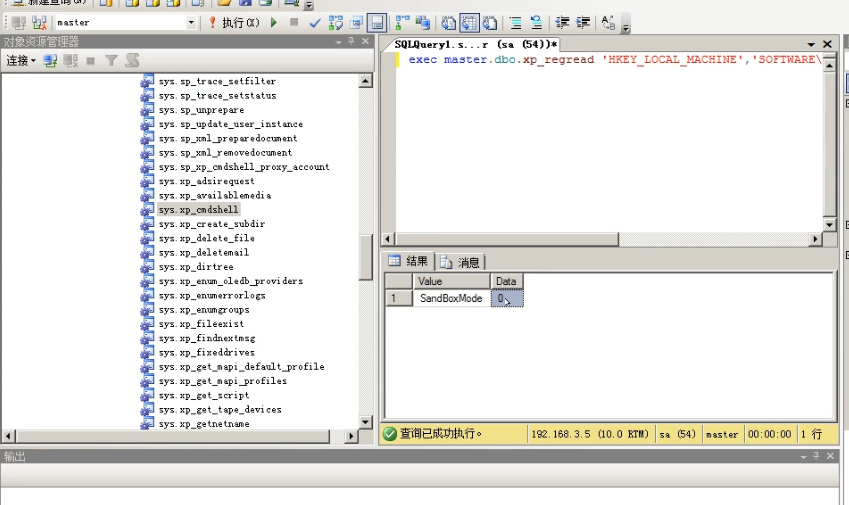 新建查询(N)
master
执行(X)
对象资源管理器
连接
sys.sp_trace_setfilter
sys.sp_trace_setstatus
sys.sp_unprepare
sys.sp_update_user_instance
sys.sp_xml_preparedocument
sys.sp_xml_removedocument
sys.sp_xp_cmdshell_proxy_account
sys.xp_adsirequest
sys.xp_availablemedia
sys.xp_cmdshell
sys.xp_create_subdir
sys.xp_delete_file
sys.xp_deletemail
sys.xp_dirtree
sys.xp_enum_oledb_providers
sys.xp_enumerrorlogs
sys.xp_enumgroups
sys.xp_fileexist
sys.xp_findnextmsg
sys.xp_fixeddrives
sys.xp_get_mapi_default_profile
sys.xp_get_mapi_profiles
sys.xp_get_script
sys.xp_get_tape_devices
sys.xp_getnetname
SQLQuery1.s...r (sa (54))*
exec master.dbo.xp_regread 'HKEY_LOCAL_MACHINE','SOFTWARE\
结果 消息
Value Data
1 SandBoxMode 0
查询已成功执行。 192.168.3.5 (10.0 RTM) sa (54) master 00:00:00 1 行
输出